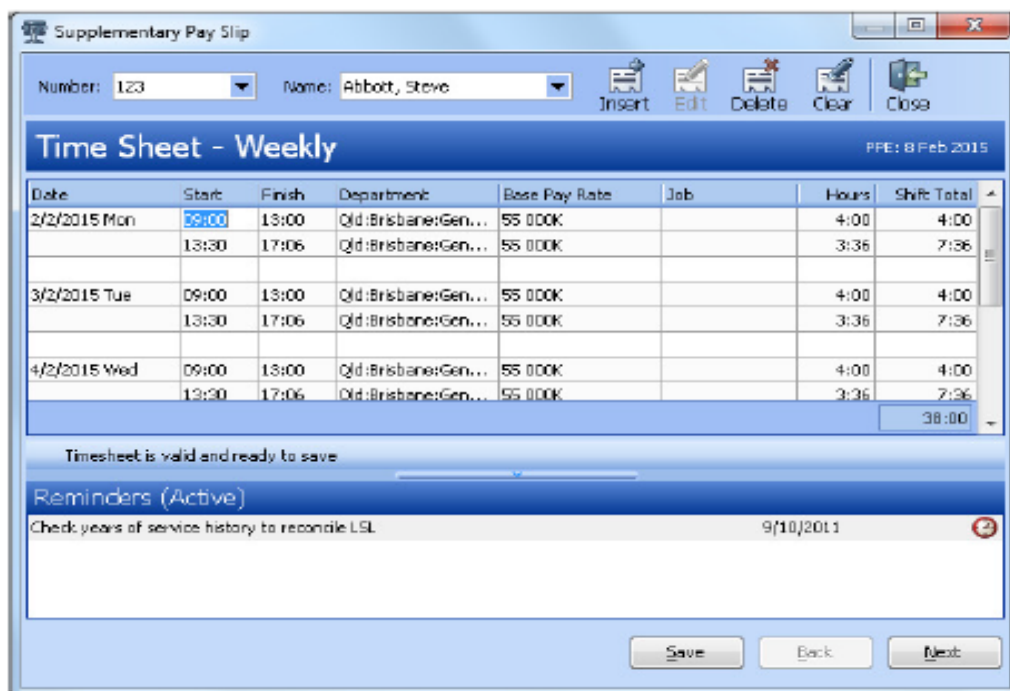 Supplementary Pay Slip
Number: 123 Name: Abbott, Steve Insert Edit Delete Clear Close
Time Sheet - Weekly PPE: 8 Feb 2015
Date Start Finish Department Base Pay Rate Job Hours Shift Total
2/2/2015 Mon 09:00 13:00 Qld:Brisbane:Gen... 55 000K 4:00 4:00
13:30 17:06 Qld:Brisbane:Gen... 55 000K 3:36 7:36
3/2/2015 Tue 09:00 13:00 Qld:Brisbane:Gen... 55 000K 4:00 4:00
13:30 17:06 Qld:Brisbane:Gen... 55 000K 3:36 7:36
4/2/2015 Wed 09:00 13:00 Qld:Brisbane:Gen... 55 000K 4:00 4:00
13:30 17:06 Qld:Brisbane:Gen... 55 000K 3:36 7:36
38:00
Timesheet is valid and ready to save
Reminders (Active)
Check years of service history to reconcile LSL 9/10/2011
Save Back Next